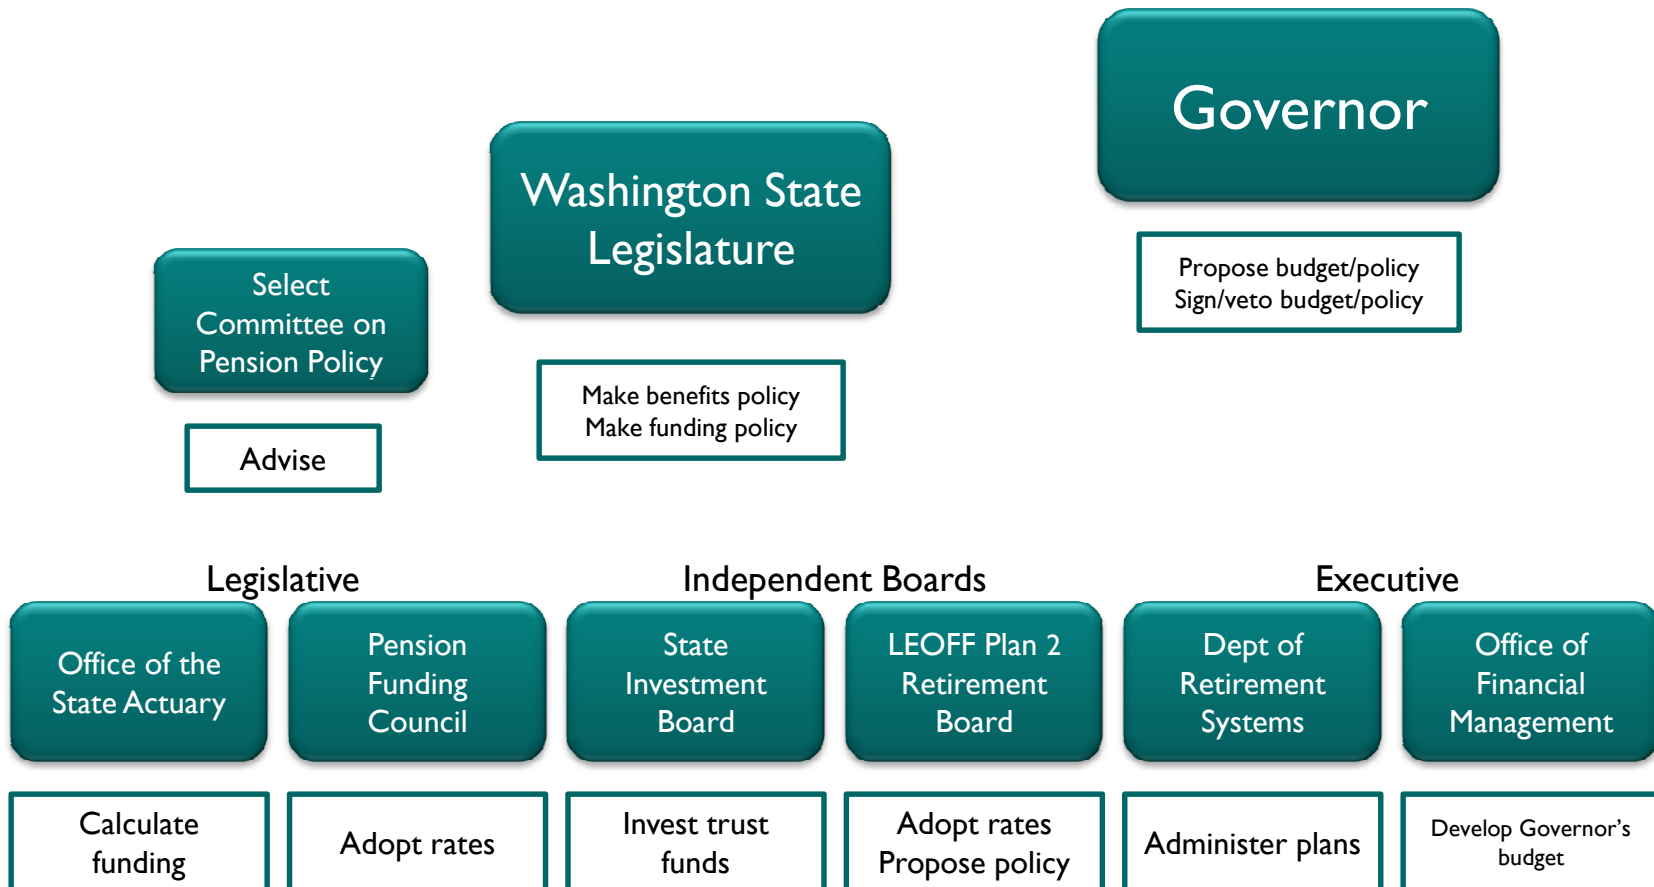 Governor
Propose budget/policy
Sign/veto budget/policy
Washington State
Legislature
Make benefits policy
Make funding policy
Select
Committee on
Pension Policy
Advise
Legislative
Independent Boards
Executive
Office of the
State Actuary
Calculate
funding
Pension
Funding
Council
Adopt rates
State
Investment
Board
Invest trust
funds
LEOFF Plan 2
Retirement
Board
Adopt rates
Propose policy
Dept of
Retirement
Systems
Administer plans
Office of
Financial
Management
Develop Governor's
budget